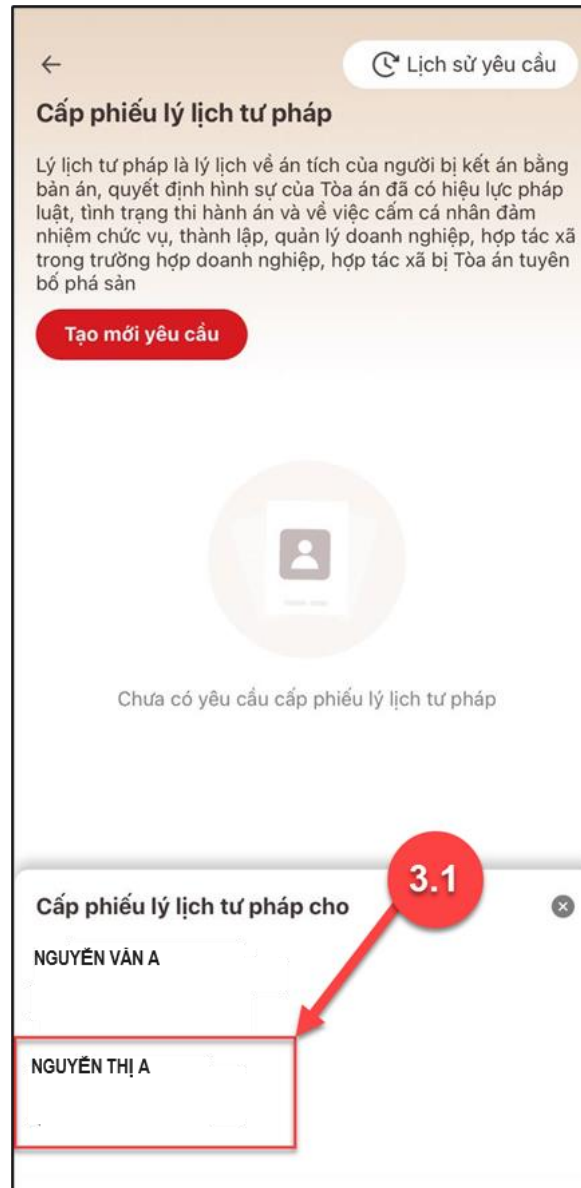 Lịch sử yêu cầu
Cấp phiếu lý lịch tư pháp
Lý lịch tư pháp là lý lịch về án tích của người bị kết án bằng
bản án, quyết định hình sự của Tòa án đã có hiệu lực pháp
luật, tình trạng thi hành án và về việc cấm cá nhân đảm
nhiệm chức vụ, thành lập, quản lý doanh nghiệp, hợp tác xã
trong trường hợp doanh nghiệp, hợp tác xã bị Tòa án tuyên
bố phá sản
Tạo mới yêu cầu
Chưa có yêu cầu cấp phiếu lý lịch tư pháp
3.1
Cấp phiếu lý lịch tư pháp cho
NGUYỄN VĂN A
NGUYỄN THỊ A